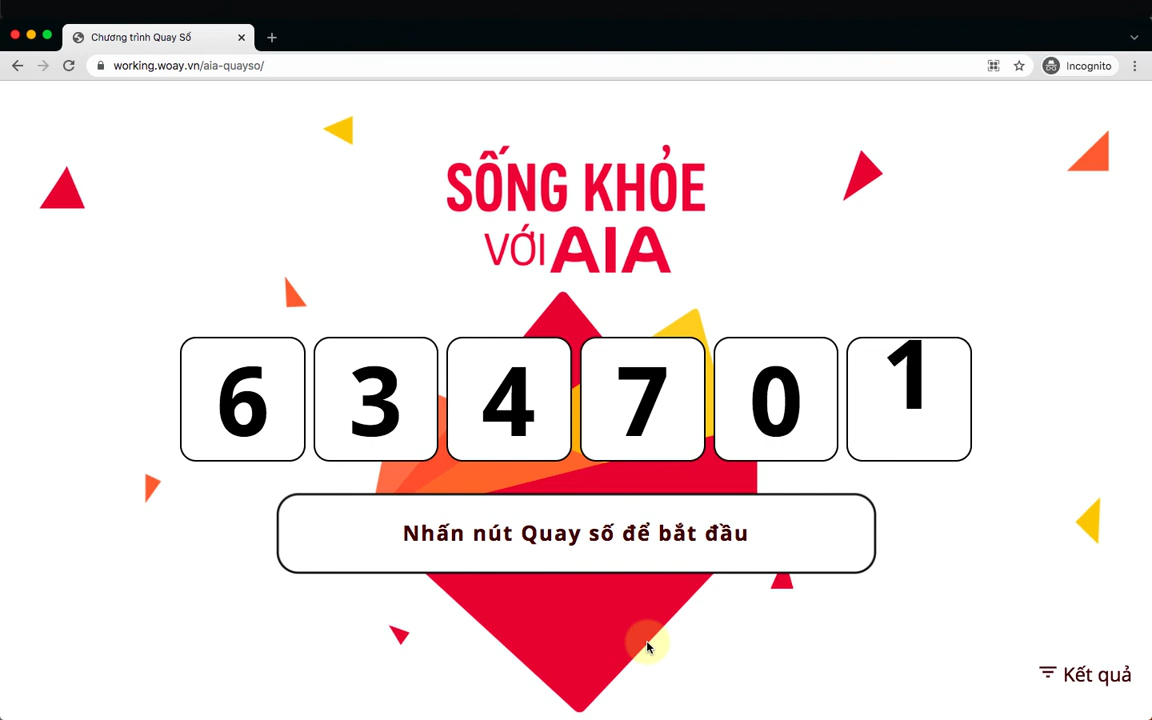 Chương trình Quay Số
working.woay.vn/aia-quayso/
Incognito
SỐNG KHỎE
VỚI AIA
6 3 4 7 0 1
Nhấn nút Quay số để bắt đầu
Kết quả